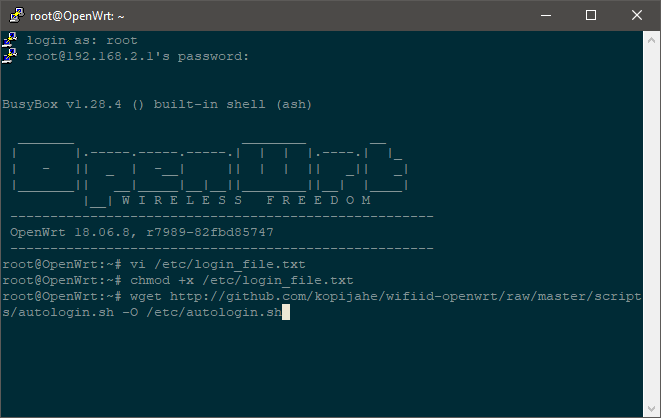 root@OpenWrt: ~
login as: root
root@192.168.2.1's password:
BusyBox v1.28.4 () built-in shell (ash)
OpenWrt
W I R E L E S S   F R E E D O M
-----------------------------------------------------
OpenWrt 18.06.8, r7989-82fbd85747
-----------------------------------------------------
root@OpenWrt:~# vi /etc/login_file.txt
root@OpenWrt:~# chmod +x /etc/login_file.txt
root@OpenWrt:~# wget http://github.com/kopijahe/wifiid-openwrt/raw/master/script
s/autologin.sh -O /etc/autologin.sh